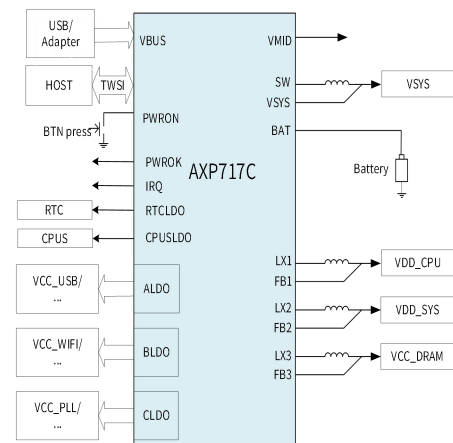 USB/
Adapter
VBUS
VMID
HOST
TWSI
SW
VSYS
VSYS
PWRON
BTN press
BAT
PWROK
AXP717C
Battery
IRQ
RTC
RTCLDO
CPUS
CPUSLDO
VCC_USB/
...
ALDO
LX1
FB1
VDD_CPU
LX2
FB2
VDD_SYS
VCC_WIFI/
...
BLDO
LX3
FB3
VCC_DRAM
VCC_PLL/
...
CLDO